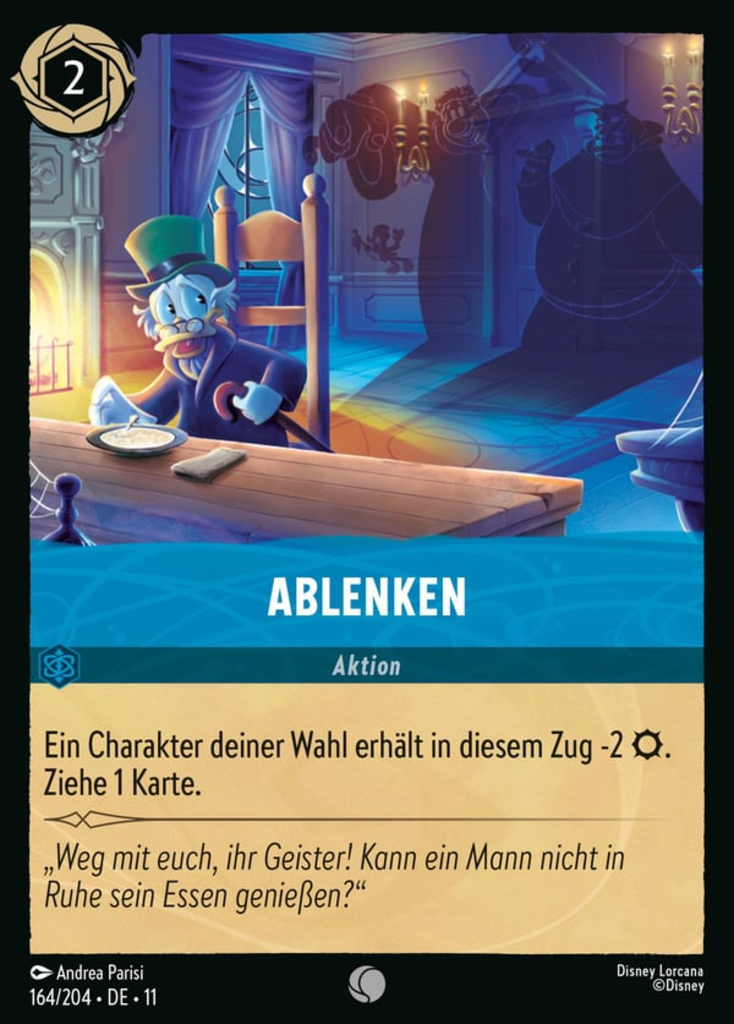 2
ABLENKEN
Aktion
Ein Charakter deiner Wahl erhält in diesem Zug -2 .
Ziehe 1 Karte.
„Weg mit euch, ihr Geister! Kann ein Mann nicht in
Ruhe sein Essen genießen?“
Andrea Parisi
Disney Lorcana
164/204 • DE • 11
©Disney